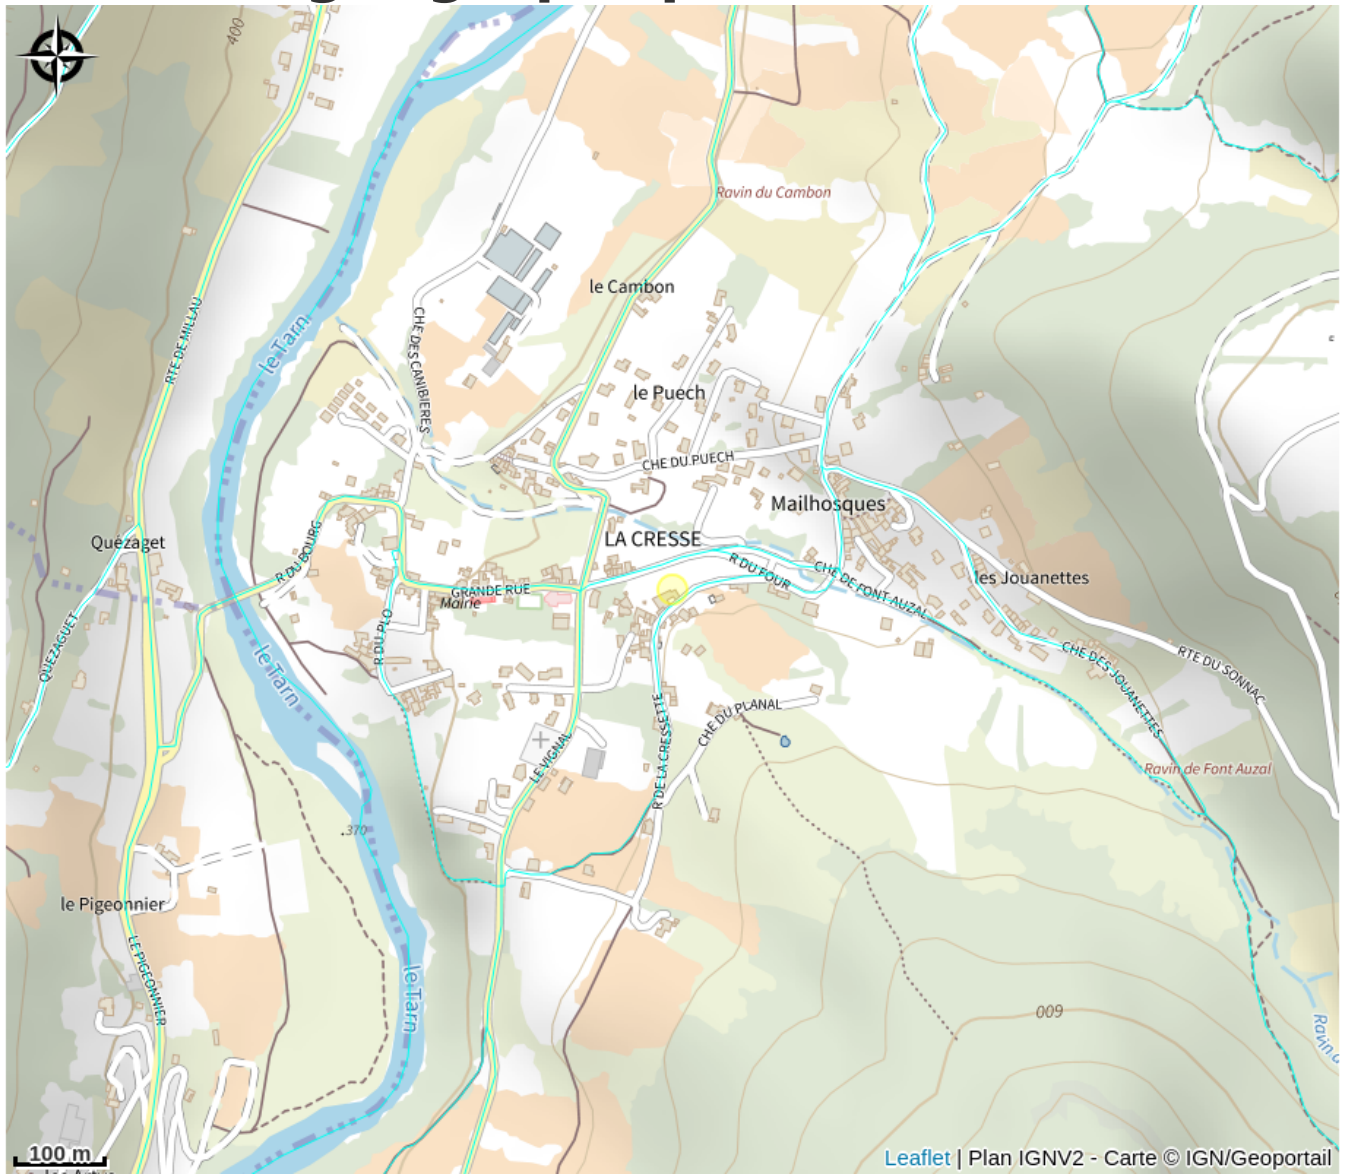 400
Ravin du Cambon
le Cambon
RTE DE MILLAU
le Tarn
CHE DES CANIBIERES
le Puech
CHE DU PUECH
Mailhosques
Quézaget
LA CRESSE
R DU BOURG
R DU FOUR
CHE DE FONT AUZAL
les Jouanettes
GRANDE RUE
Mairie
QUEZAGUET
R DU PLO
le Tarn
CHE DES JOUANETTES
RTE DU SONNAC
R DE LA CRESSETTE
CHE DU PLANAL
LE VIGNAL
Ravin de Font Auzal
.370
le Pigeonnier
LE PIGEONNIER
le Tarn
600
100 m
Leaflet | Plan IGNV2 - Carte © IGN/Geoportail